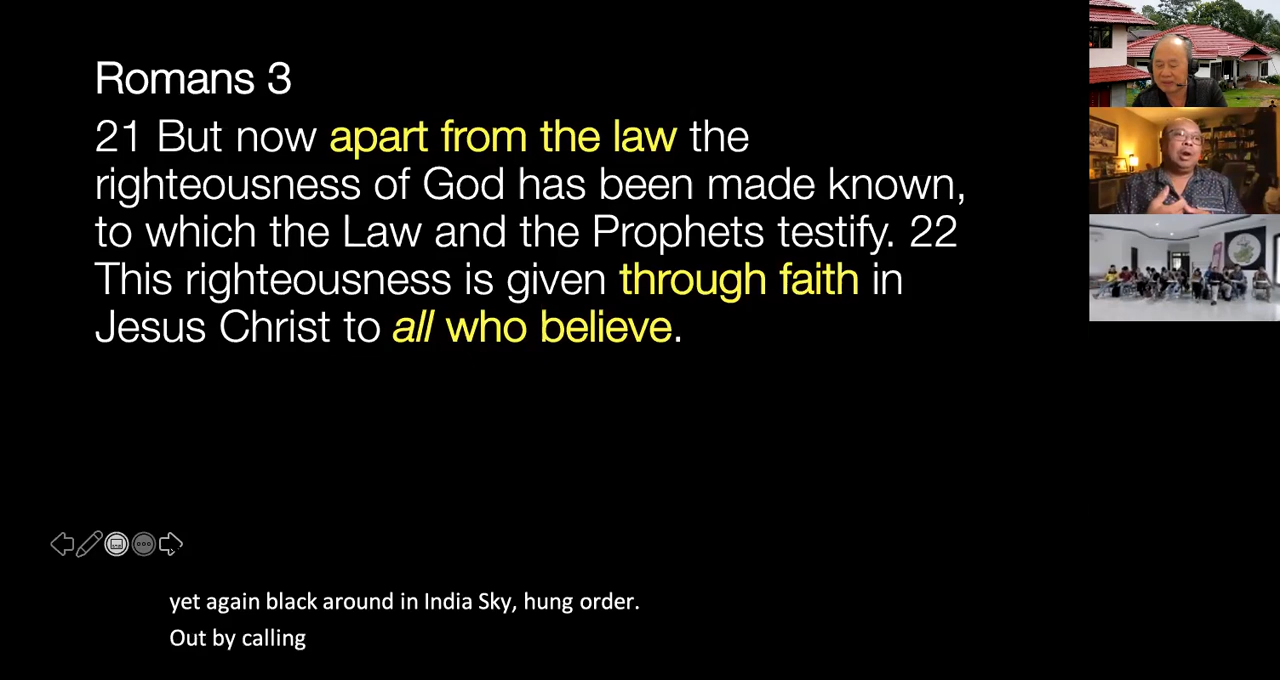 Romans 3
21 But now apart from the law the
righteousness of God has been made known,
to which the Law and the Prophets testify. 22
This righteousness is given through faith in
Jesus Christ to all who believe.
yet again black around in India Sky, hung order.
Out by calling